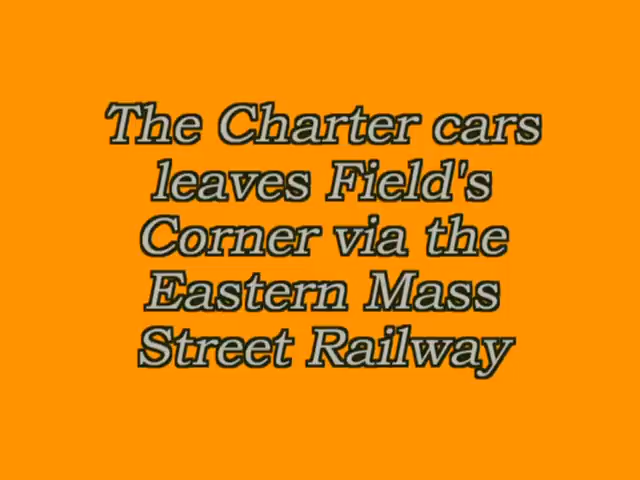 The Charter cars
leaves Field's
Corner via the
Eastern Mass
Street Railway